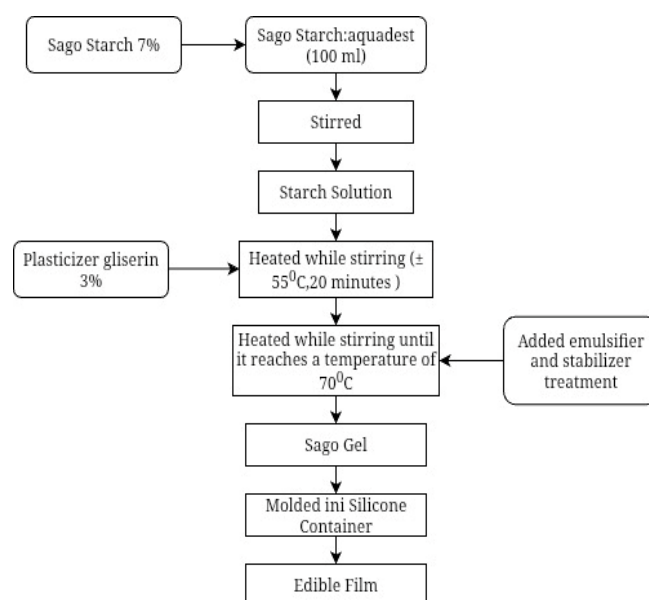 Sago Starch 7%
Sago Starch:aquadest
(100 ml)
Stirred
Starch Solution
Plasticizer gliserin
3%
Heated while stirring (±
55⁰C,20 minutes )
Heated while stirring until
it reaches a temperature of
70⁰C
Added emulsifier
and stabilizer
treatment
Sago Gel
Molded ini Silicone
Container
Edible Film